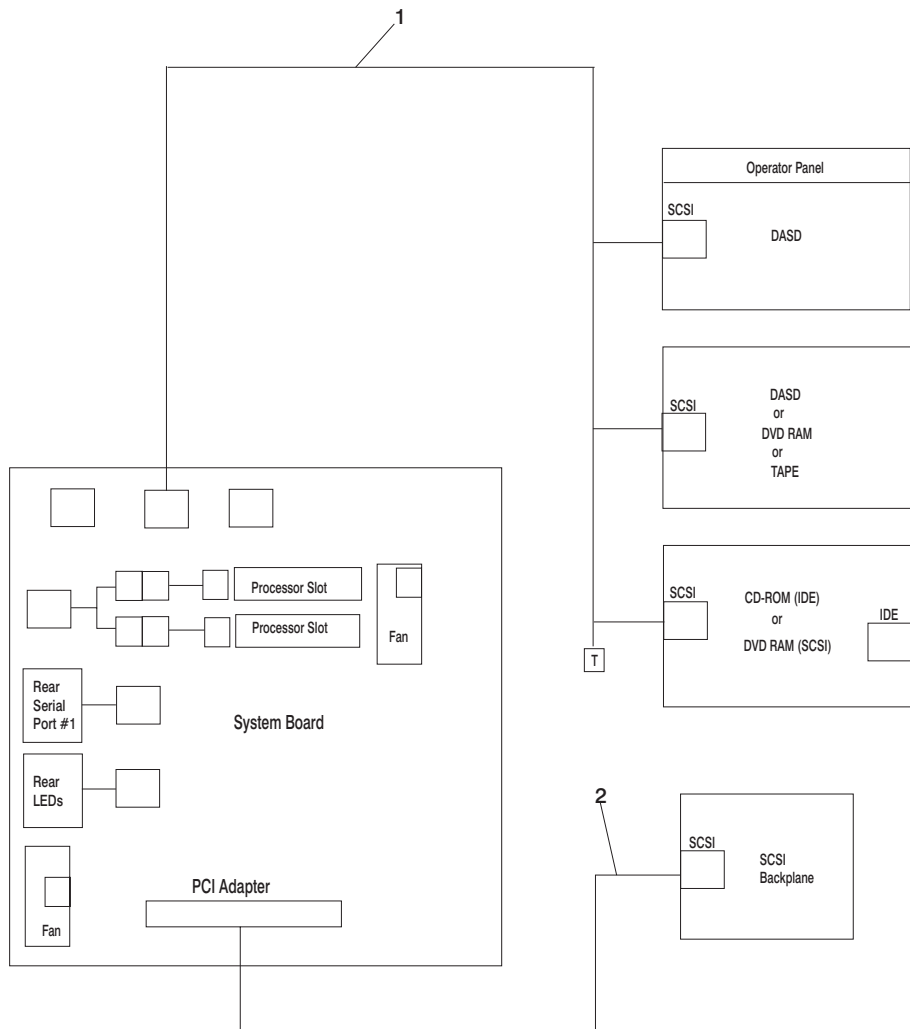 1
Operator Panel
SCSI
DASD
SCSI
DASD
or
DVD RAM
or
TAPE
SCSI
CD-ROM (IDE)
or
DVD RAM (SCSI)
IDE
T
Processor Slot
Processor Slot
Fan
Rear
Serial
Port #1
System Board
Rear
LEDs
Fan
PCI Adapter
2
SCSI
SCSI
Backplane